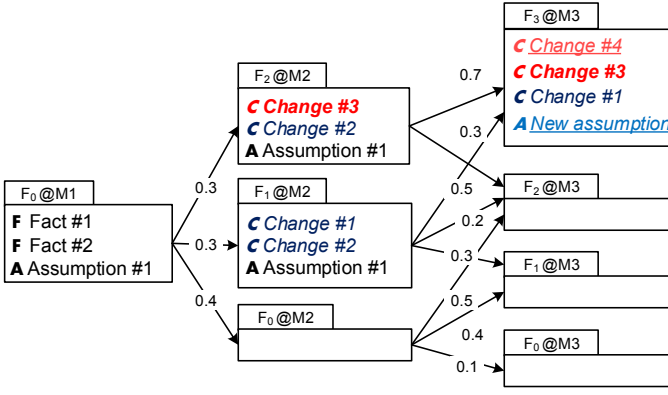 F₀@M1
F Fact #1
F Fact #2
A Assumption #1
0.3
0.3
0.4
F₂@M2
C Change #3
C Change #2
A Assumption #1
F₁@M2
C Change #1
C Change #2
A Assumption #1
F₀@M2
0.7
0.3
0.5
0.2
0.3
0.5
0.4
0.1
F₃@M3
C Change #4
C Change #3
C Change #1
A New assumption
F₂@M3
F₁@M3
F₀@M3